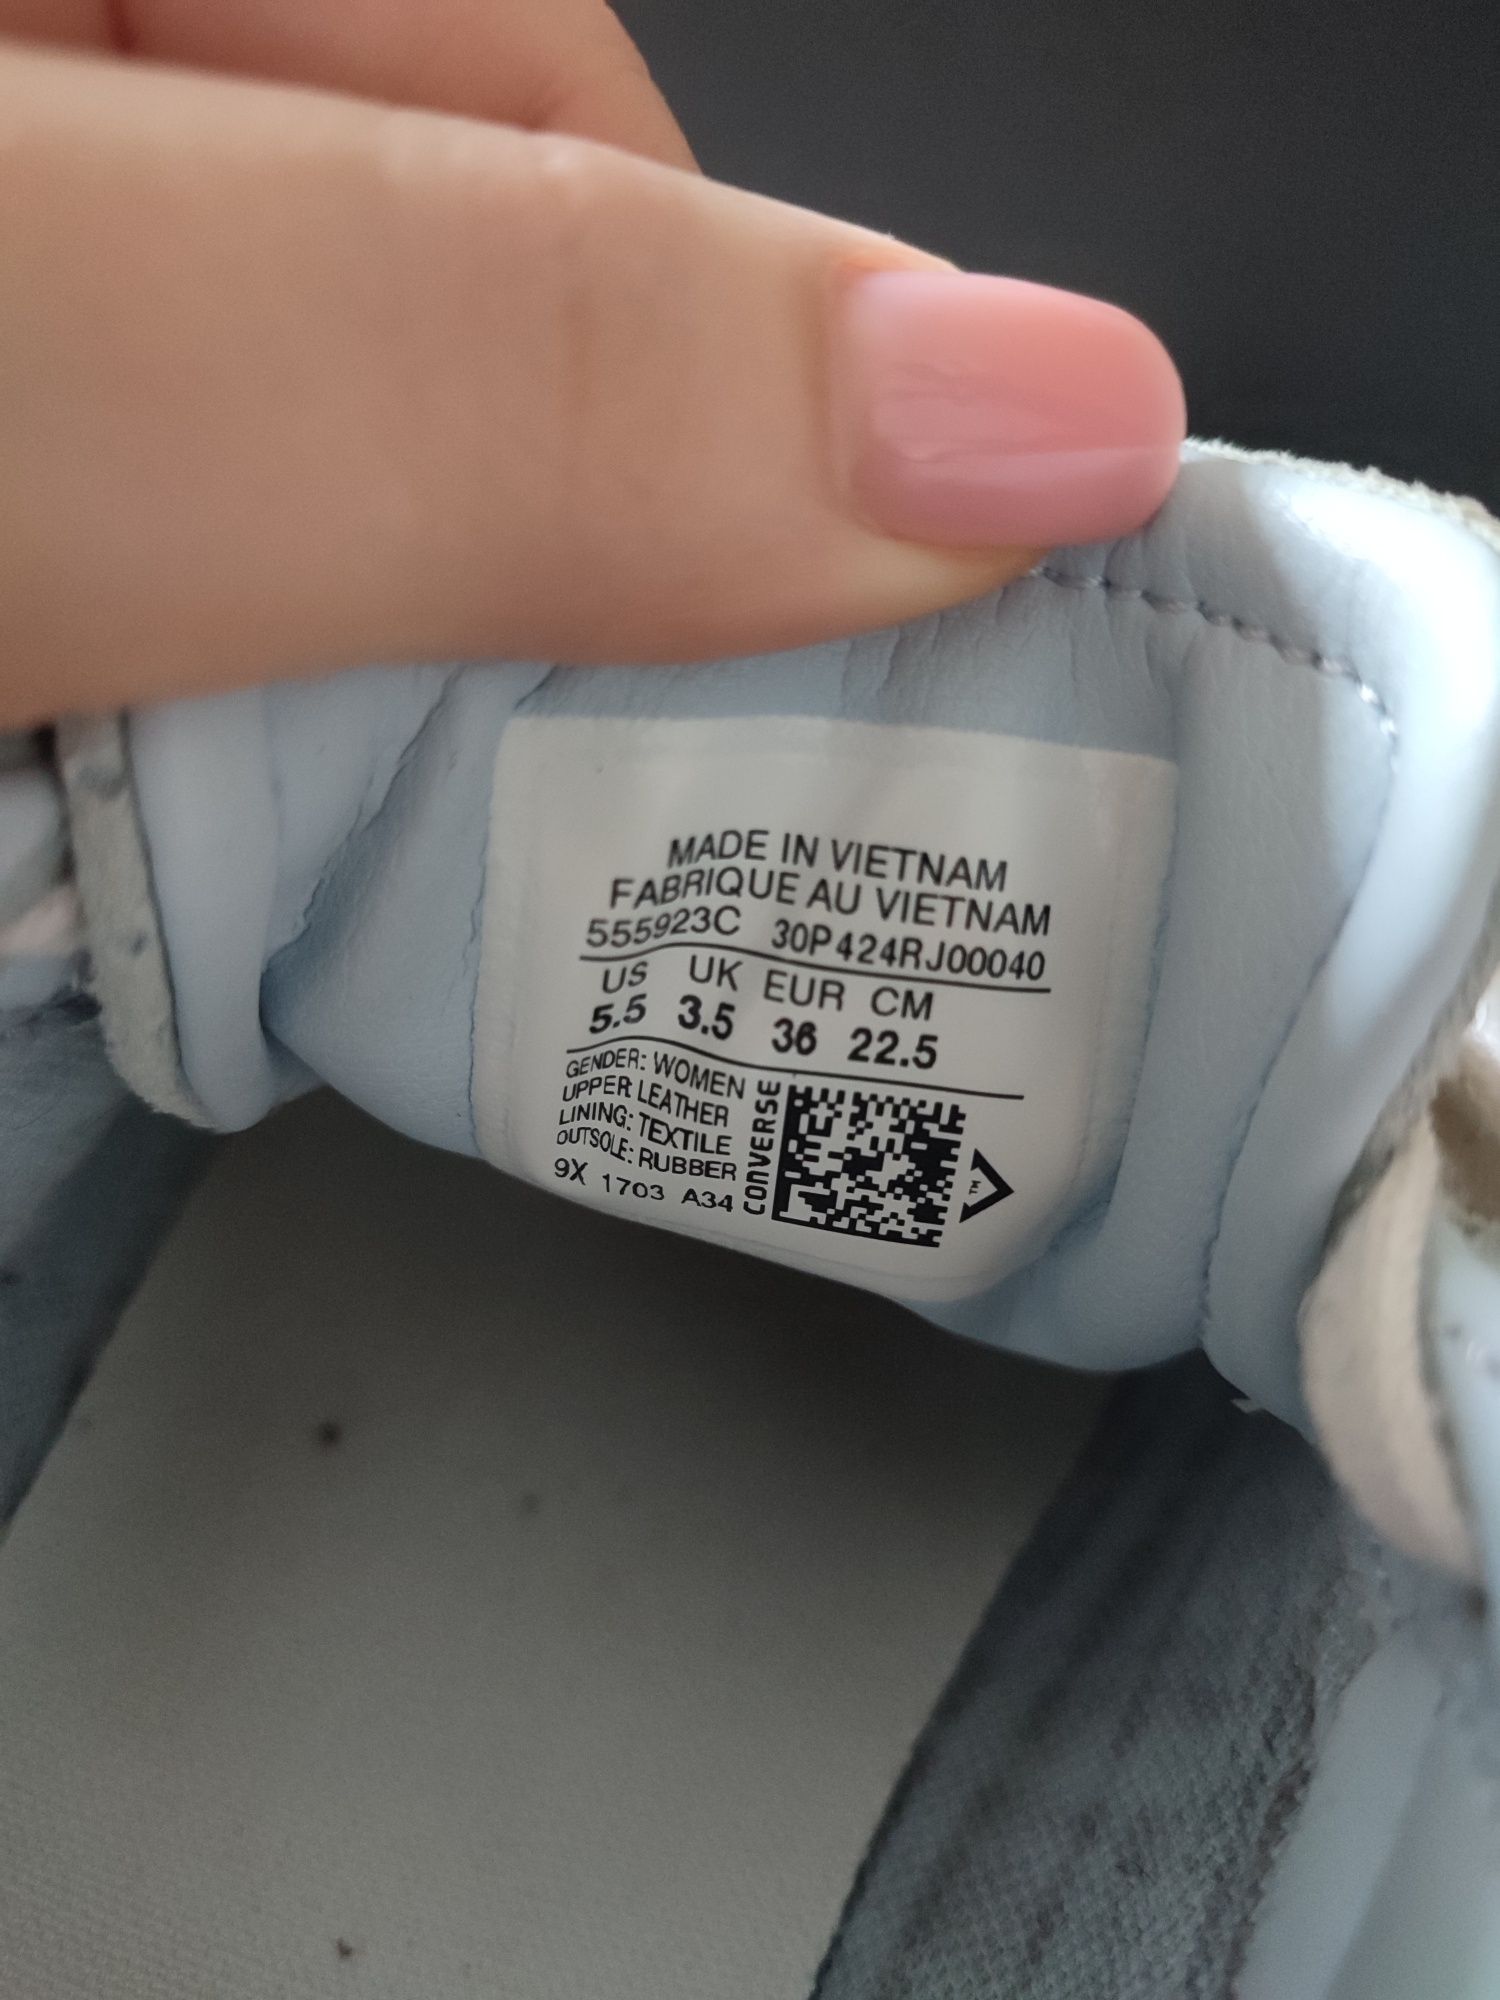 MADE IN VIETNAM
FABRIQUE AU VIETNAM
555923C 30P424RJ00040
US UK EUR CM
5.5 3.5 36 22.5
GENDER: WOMEN
UPPER LEATHER
LINING: TEXTILE
OUTSOLE: RUBBER
9X 1703 A34
CONVERSE
TM